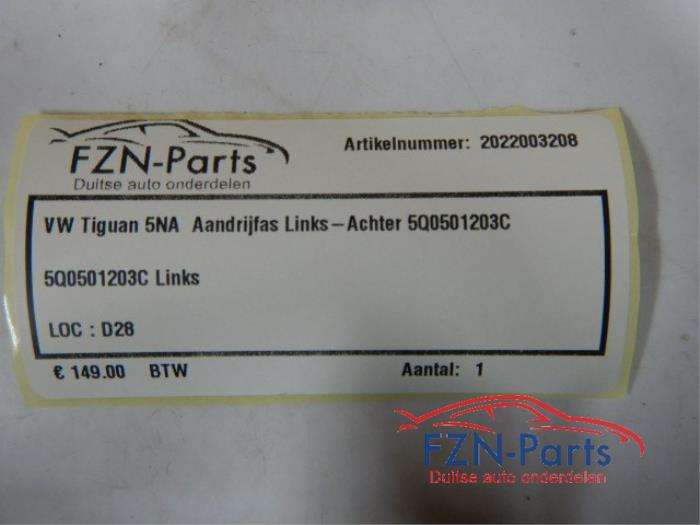 FZN-Parts
Duitse auto onderdelen
Artikelnummer: 2022003208
VW Tiguan 5NA Aandrijfas Links-Achter 5Q0501203C
5Q0501203C Links
LOC : D28
€ 149.00 BTW
Aantal: 1
FZN-Parts
Duitse auto onderdelen